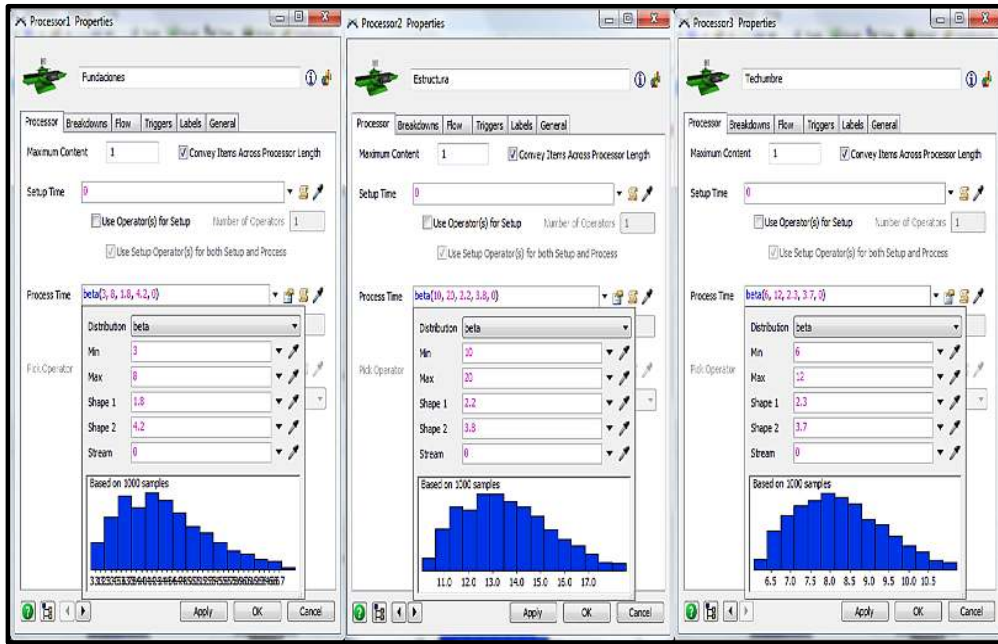 Processor1 Properties
Fundaciones
Processor Breakdowns Flow Triggers Labels General
Maximum Content 1 Convey Items Across Processor Length
Setup Time 0
Use Operator(s) for Setup Number of Operators 1
Use Setup Operator(s) for both Setup and Process
Process Time beta(3, 8, 1.8, 4.2, 0)
Distribution beta
Min 3
Pick Operator
Max 8
Shape 1 1.8
Shape 2 4.2
Stream 0
Based on 1000 samples
Apply OK Cancel
Processor2 Properties
Estructura
Processor Breakdowns Flow Triggers Labels General
Maximum Content 1 Convey Items Across Processor Length
Setup Time 0
Use Operator(s) for Setup Number of Operators 1
Use Setup Operator(s) for both Setup and Process
Process Time beta(10, 20, 2.2, 3.8, 0)
Distribution beta
Min 10
Pick Operator
Max 20
Shape 1 2.2
Shape 2 3.8
Stream 0
Based on 1000 samples
11.0 12.0 13.0 14.0 15.0 16.0 17.0
Apply OK Cancel
Processor3 Properties
Techumbre
Processor Breakdowns Flow Triggers Labels General
Maximum Content 1 Convey Items Across Processor Length
Setup Time 0
Use Operator(s) for Setup Number of Operators 1
Use Setup Operator(s) for both Setup and Process
Process Time beta(6, 12, 2.3, 3.7, 0)
Distribution beta
Min 6
Pick Operator
Max 12
Shape 1 2.3
Shape 2 3.7
Stream 0
Based on 1000 samples
6.5 7.0 7.5 8.0 8.5 9.0 9.5 10.0 10.5
Apply OK Cancel